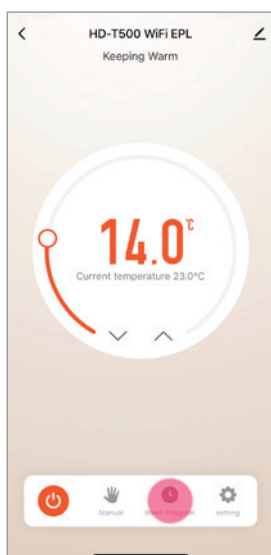 HD-T500 WiFi EPL
Keeping Warm
14.0℃
Current temperature 23.0°C
Manual
Week Program
setting